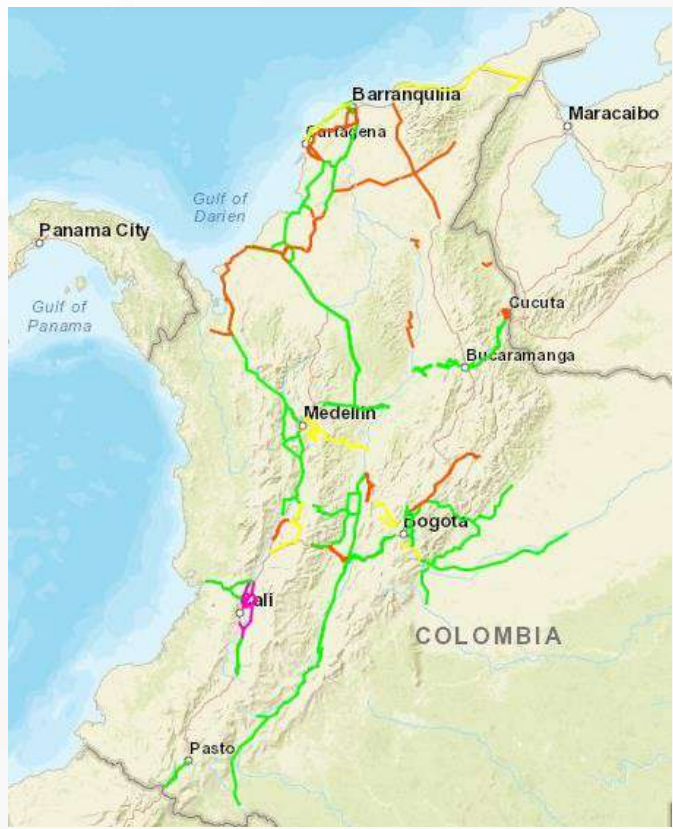 Barranquilla
Cartagena
Maracaibo
Gulf of
Darien
Panama City
Gulf of
Panama
Cucuta
Bucaramanga
Medellin
Bogota
Cali
COLOMBIA
Pasto